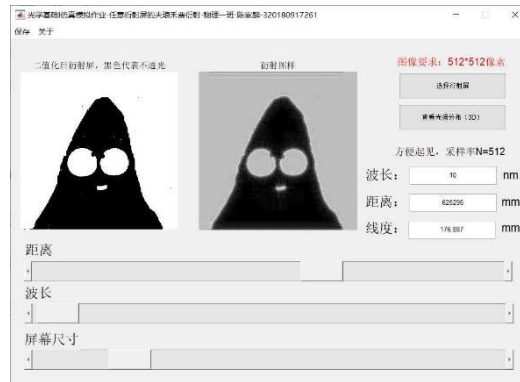 光学基础仿真模拟作业-任意衍射屏的夫琅禾费衍射-物理一班-陈家麟-320180917261
保存 关于
二值化后衍射屏，黑色代表不透光
衍射图样
图像要求：512*512像素
选择衍射屏
查看光强分布（3D）
方便起见，采样率N=512
波长： 10 nm
距离： 625296 mm
线度： 176.887 mm
距离
波长
屏幕尺寸